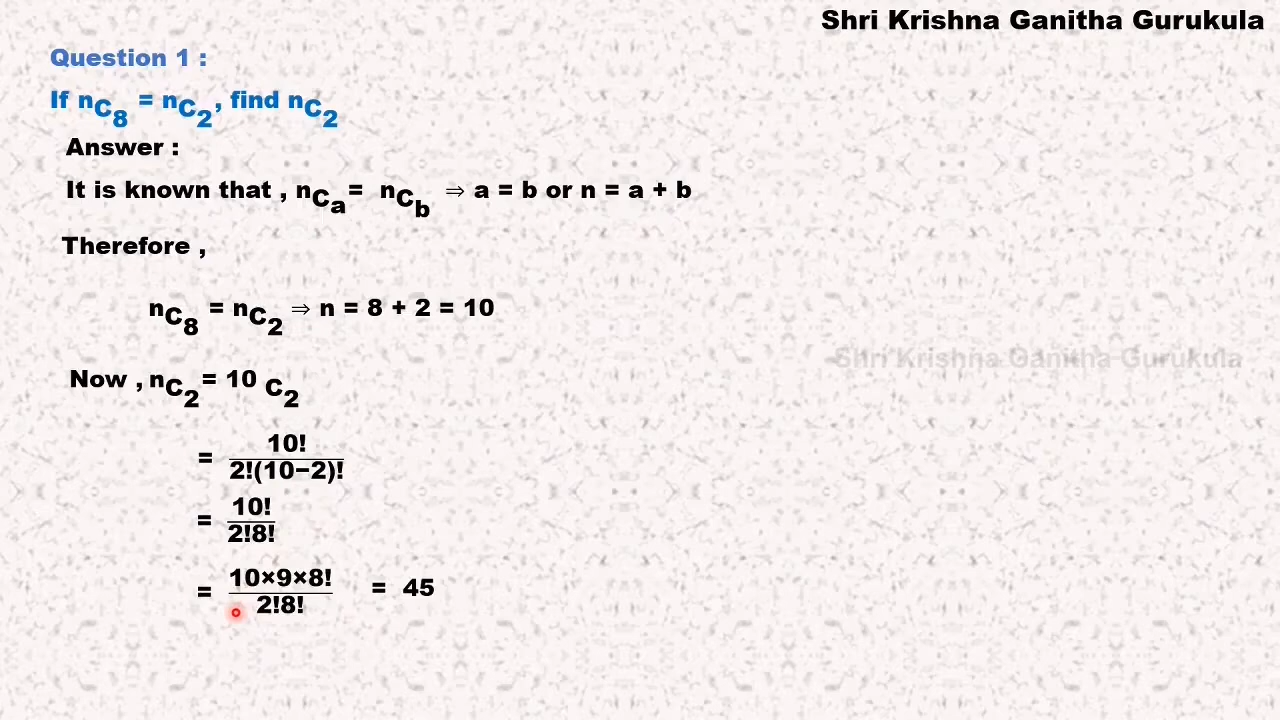 Shri Krishna Ganitha Gurukula
Question 1 :
If nC8 = nC2, find nC2
Answer :
It is known that , nCa = nCb ⇒ a = b or n = a + b
Therefore ,
nC8 = nC2 ⇒ n = 8 + 2 = 10
Shri Krishna Ganitha Gurukula
Now , nC2 = 10 C2
= 10! / 2!(10−2)!
= 10! / 2!8!
= 10×9×8! / 2!8! = 45